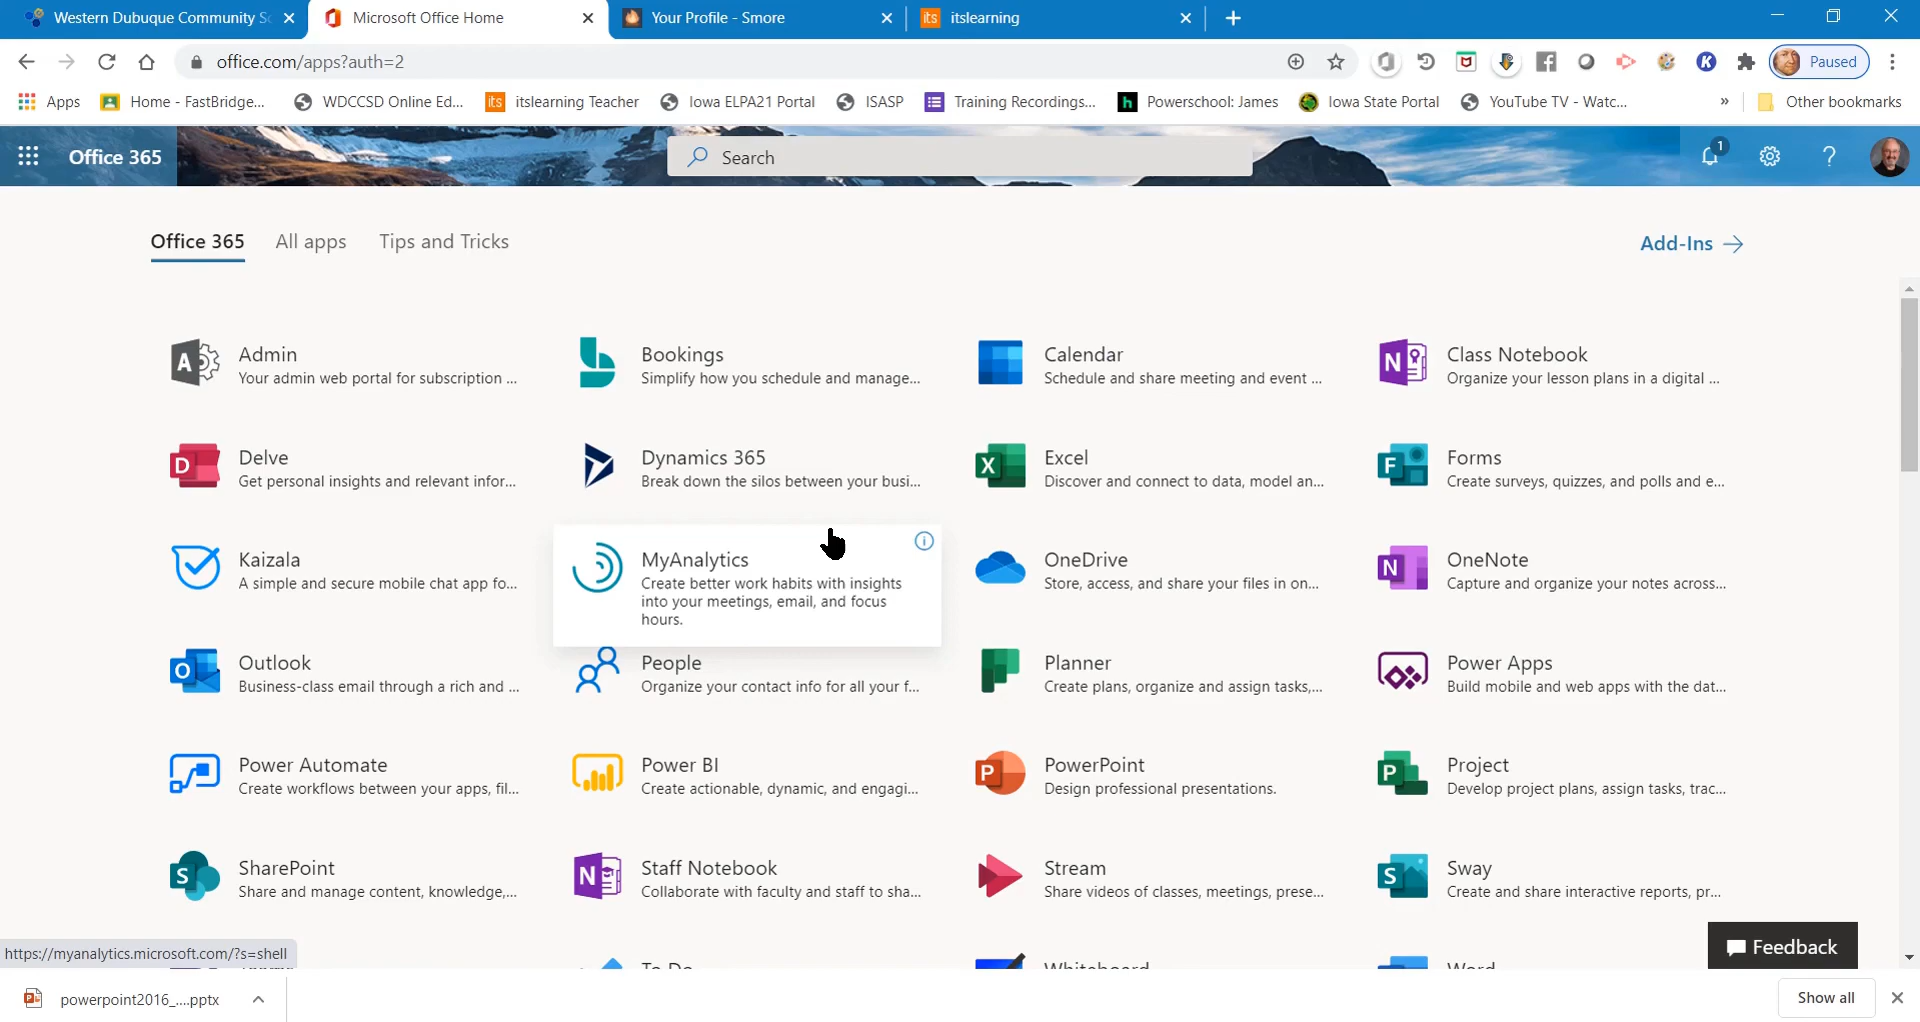 Western Dubuque Community Sc
Microsoft Office Home
Your Profile - Smore
its itslearning
office.com/apps?auth=2
K
Paused
Apps
Home - FastBridge...
WDCCSD Online Ed...
its itslearning Teacher
Iowa ELPA21 Portal
ISASP
Training Recordings...
h Powerschool: James
Iowa State Portal
YouTube TV - Watc...
»
Other bookmarks
Office 365
Search
1
?
Office 365
All apps
Tips and Tricks
Add-Ins
A
Admin
Your admin web portal for subscription ...
Bookings
Simplify how you schedule and manage...
Calendar
Schedule and share meeting and event ...
N
Class Notebook
Organize your lesson plans in a digital ...
D
Delve
Get personal insights and relevant infor...
Dynamics 365
Break down the silos between your busi...
X
Excel
Discover and connect to data, model an...
F
Forms
Create surveys, quizzes, and polls and e...
Kaizala
A simple and secure mobile chat app fo...
MyAnalytics
Create better work habits with insights
into your meetings, email, and focus
hours.
OneDrive
Store, access, and share your files in on...
N
OneNote
Capture and organize your notes across...
O
Outlook
Business-class email through a rich and ...
People
Organize your contact info for all your f...
Planner
Create plans, organize and assign tasks,...
Power Apps
Build mobile and web apps with the dat...
Power Automate
Create workflows between your apps, fil...
Power BI
Create actionable, dynamic, and engagi...
P
PowerPoint
Design professional presentations.
P
Project
Develop project plans, assign tasks, trac...
S
SharePoint
Share and manage content, knowledge,...
N
Staff Notebook
Collaborate with faculty and staff to sha...
Stream
Share videos of classes, meetings, prese...
S
Sway
Create and share interactive reports, pr...
Feedback
https://myanalytics.microsoft.com/?s=shell
To Do
Whiteboard
Word
powerpoint2016_....pptx
Show all